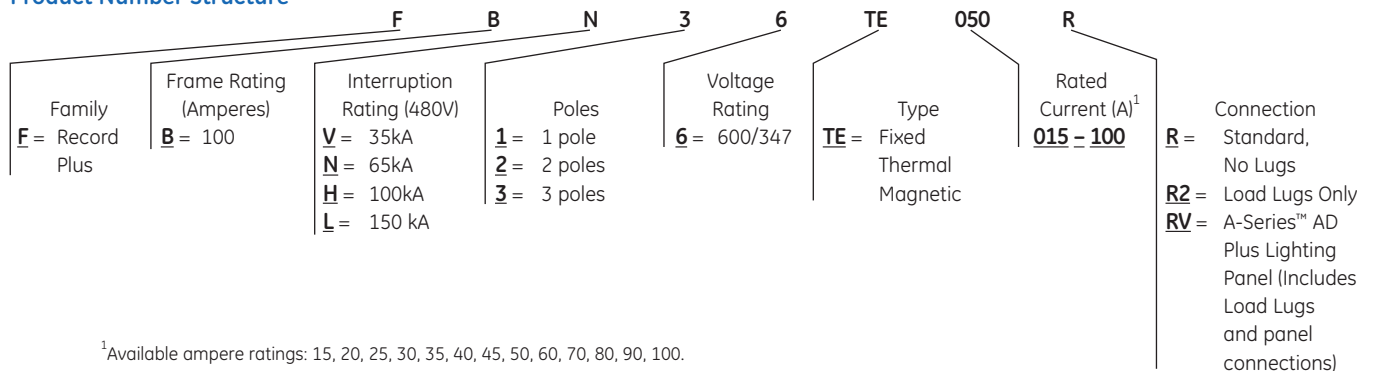 Product Number Structure
F B N 3 6 TE 050 R
Family
F = Record
Plus
Frame Rating
(Amperes)
B = 100
Interruption
Rating (480V)
V = 35kA
N = 65kA
H = 100kA
L = 150 kA
Poles
1 = 1 pole
2 = 2 poles
3 = 3 poles
Voltage
Rating
6 = 600/347
Type
TE = Fixed
Thermal
Magnetic
Rated
Current (A)1
015 – 100
Connection
R = Standard,
No Lugs
R2 = Load Lugs Only
RV = A-Series™ AD
Plus Lighting
Panel (Includes
Load Lugs
and panel
connections)
1Available ampere ratings: 15, 20, 25, 30, 35, 40, 45, 50, 60, 70, 80, 90, 100.